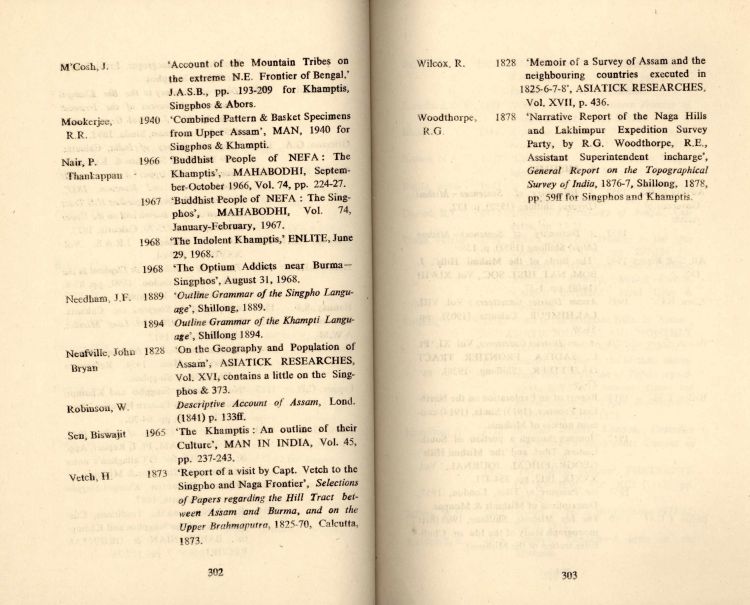 M'Cosh, J. 'Account of the Mountain Tribes on
the extreme N.E. Frontier of Bengal,'
J.A.S.B., pp. 193-209 for Khamptis,
Singphos & Abors.
Mookerjee, 1940 'Combined Pattern & Basket Specimens
R.R. from Upper Assam', MAN, 1940 for
Singphos & Khampti.
Nair, P. 1966 'Buddhist People of NEFA : The
Thankappan Khamptis', MAHABODHI, Septem-
ber-October 1966, Vol. 74, pp. 224-27.
1967 'Buddhist People of NEFA : The Sing-
phos', MAHABODHI, Vol. 74,
January-February, 1967.
1968 'The Indolent Khamptis,' ENLITE, June
29, 1968.
1968 'The Optium Addicts near Burma—
Singphos', August 31, 1968.
Needham, J.F. 1889 'Outline Grammar of the Singpho Langu-
age', Shillong, 1889.
1894 Outline Grammar of the Khampti Langu-
age', Shillong 1894.
Neufville, John 1828 'On the Geography and Population of
Bryan Assam', ASIATICK RESEARCHES,
Vol. XVI, contains a little on the Sing-
phos & 373.
Robinson, W. Descriptive Account of Assam, Lond.
(1841) p. 133ff.
Sen, Biswajit 1965 'The Khamptis : An outline of their
Culture', MAN IN INDIA, Vol. 45,
pp. 237-243.
Vetch, H 1873 'Report of a visit by Capt. Vetch to the
Singpho and Naga Frontier', Selections
of Papers regarding the Hill Tract bet-
ween Assam and Burma, and on the
Upper Brahmaputra, 1825-70, Calcutta,
1873.
302
Wilcox, R. 1828 'Memoir of a Survey of Assam and the
neighbouring countries executed in
1825-6-7-8', ASIATICK RESEARCHES,
Vol. XVII, p. 436.
Woodthorpe, 1878 'Narrative Report of the Naga Hills
R.G. and Lakhimpur Expedition Survey
Party, by R.G. Woodthorpe, R.E.,
Assistant Superintendent incharge',
General Report on the Topographical
Survey of India, 1876-7, Shillong, 1878,
pp. 59ff for Singphos and Khamptis.
303